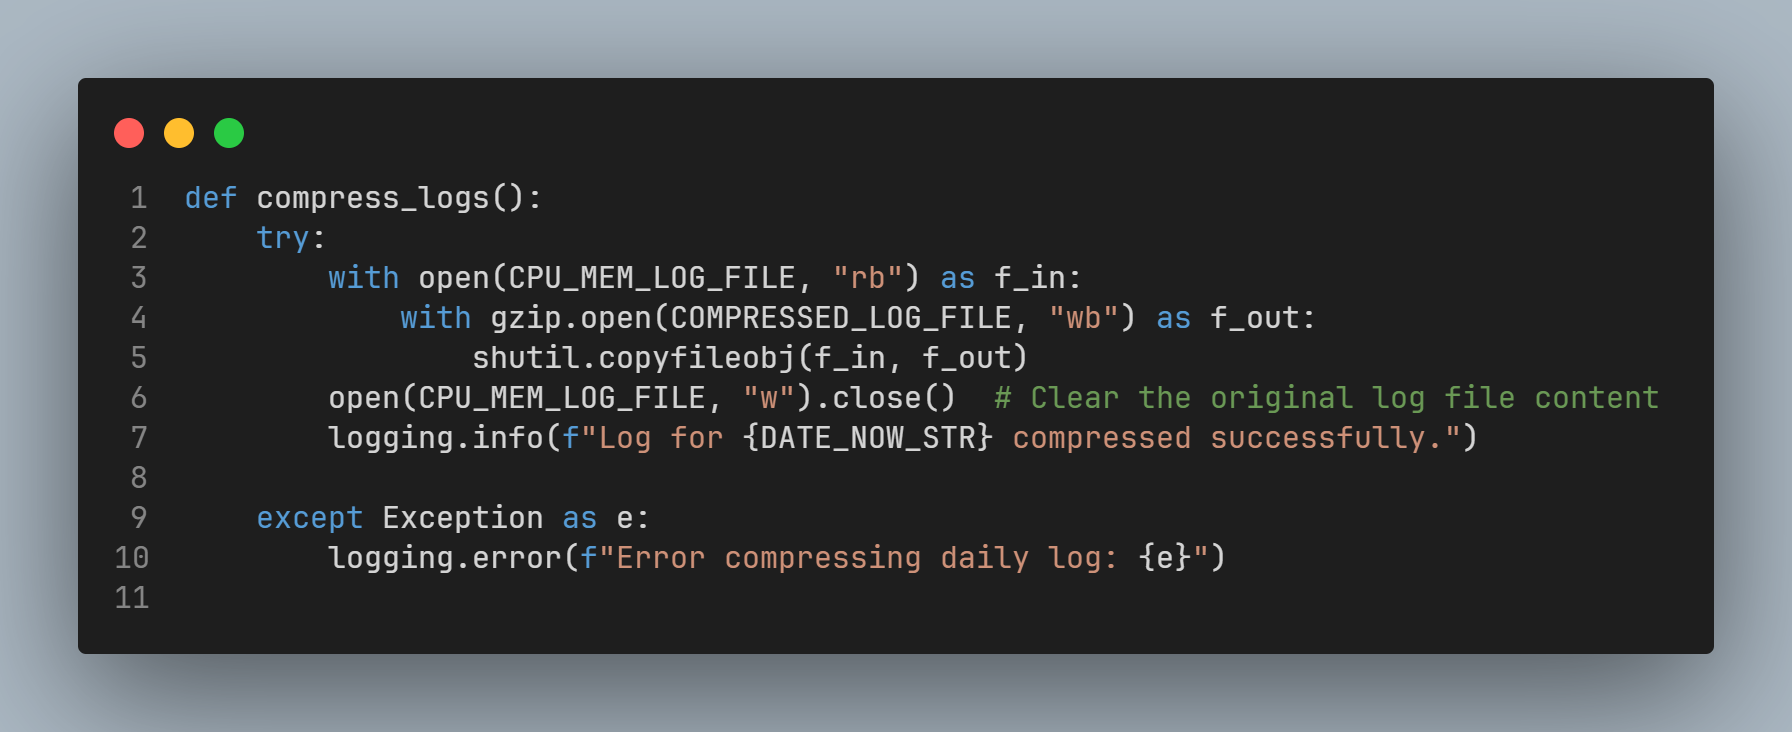 1 def compress_logs():
2     try:
3         with open(CPU_MEM_LOG_FILE, "rb") as f_in:
4             with gzip.open(COMPRESSED_LOG_FILE, "wb") as f_out:
5                 shutil.copyfileobj(f_in, f_out)
6         open(CPU_MEM_LOG_FILE, "w").close()  # Clear the original log file content
7         logging.info(f"Log for {DATE_NOW_STR} compressed successfully.")
8
9     except Exception as e:
10         logging.error(f"Error compressing daily log: {e}")
11